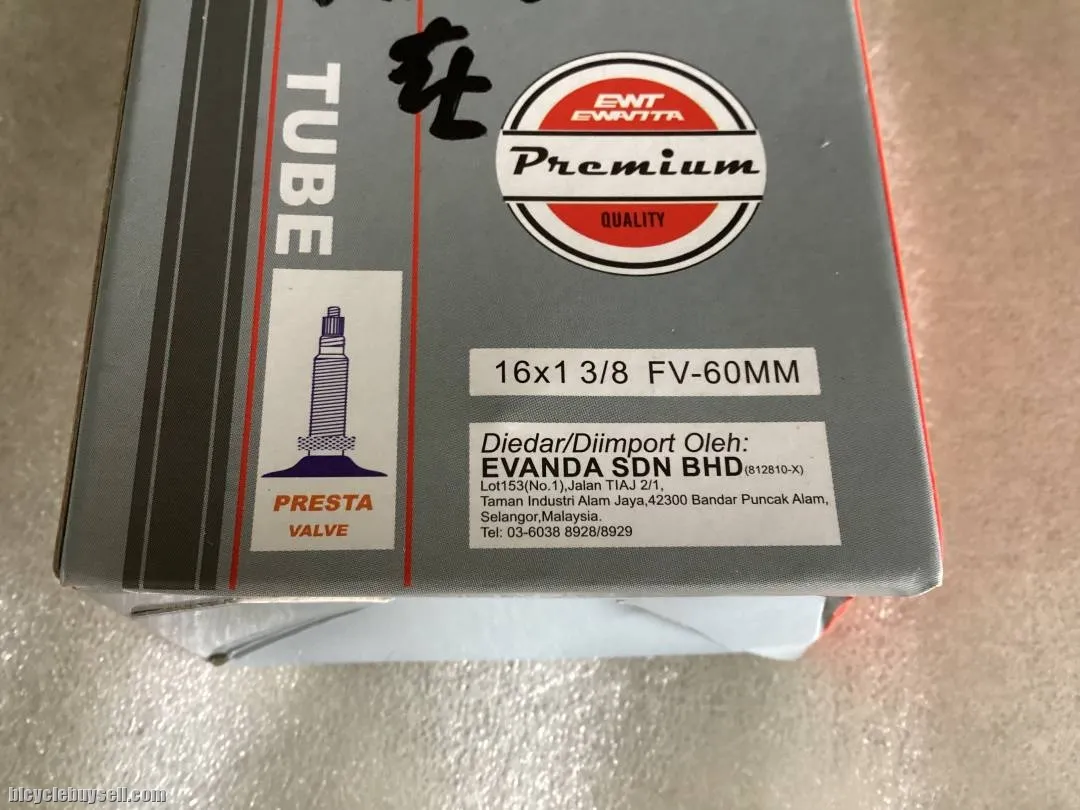 TUBE
EWT
EWANTA
Premium
QUALITY
16x1 3/8 FV-60MM
PRESTA
VALVE
Diedar/Diimport Oleh:
EVANDA SDN BHD(812810-X)
Lot153(No.1),Jalan TIAJ 2/1,
Taman Industri Alam Jaya,42300 Bandar Puncak Alam,
Selangor,Malaysia.
Tel: 03-6038 8928/8929
bicyclebuysell.com